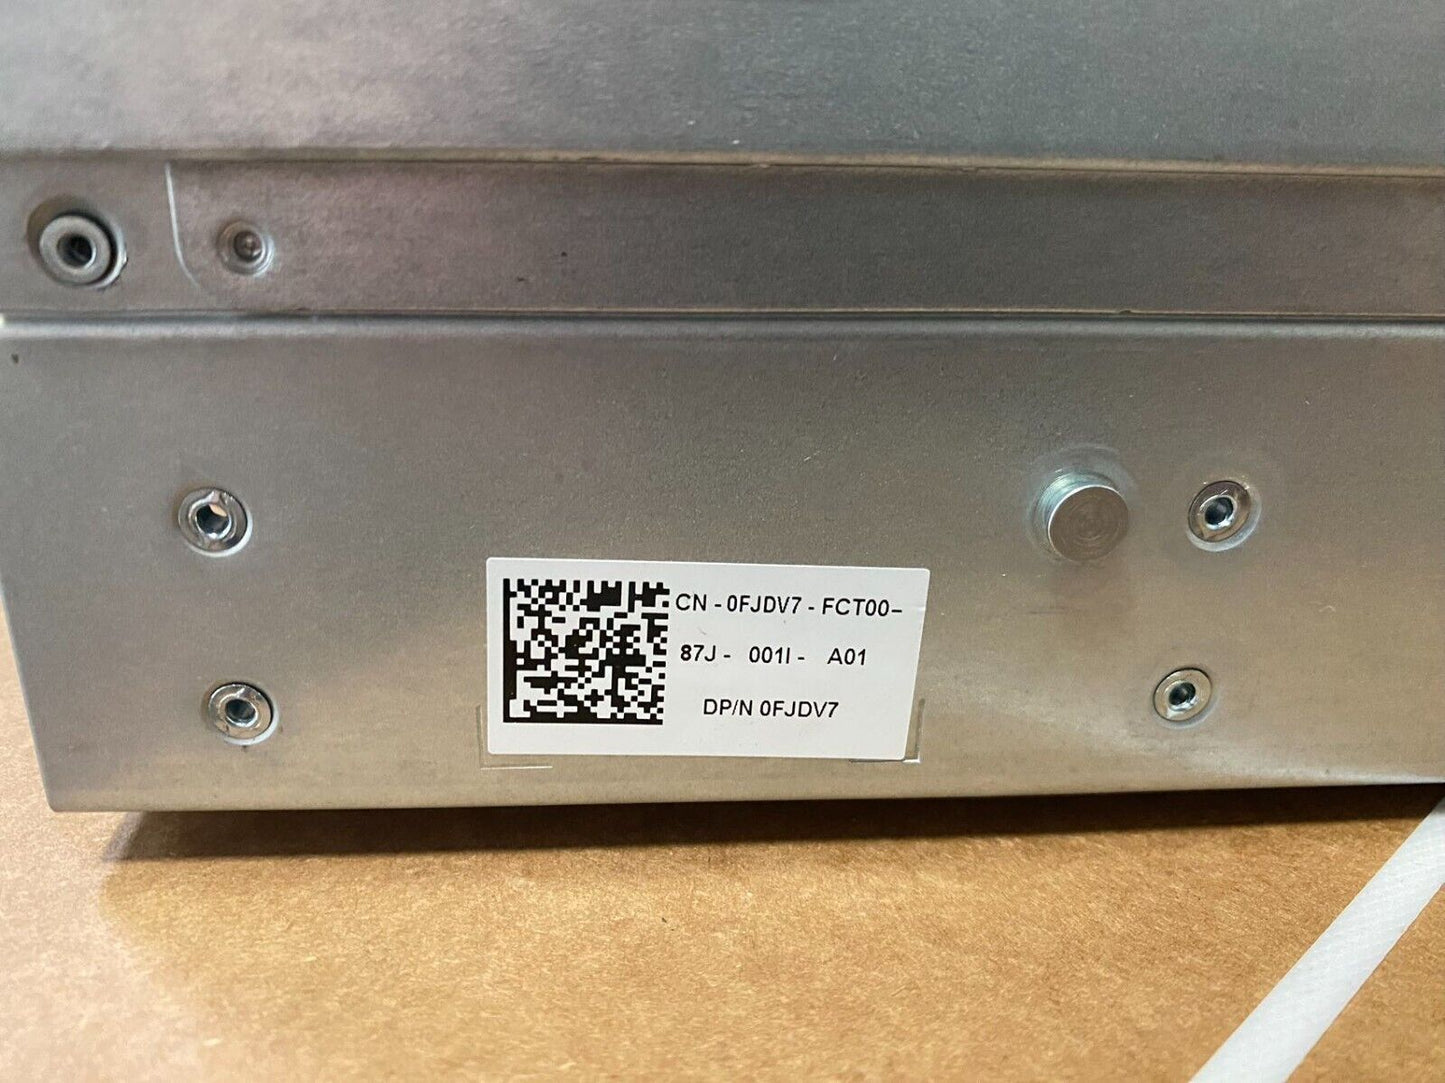 CN - 0FJDV7 - FCT00–
87J - 001I - A01
DP/N 0FJDV7